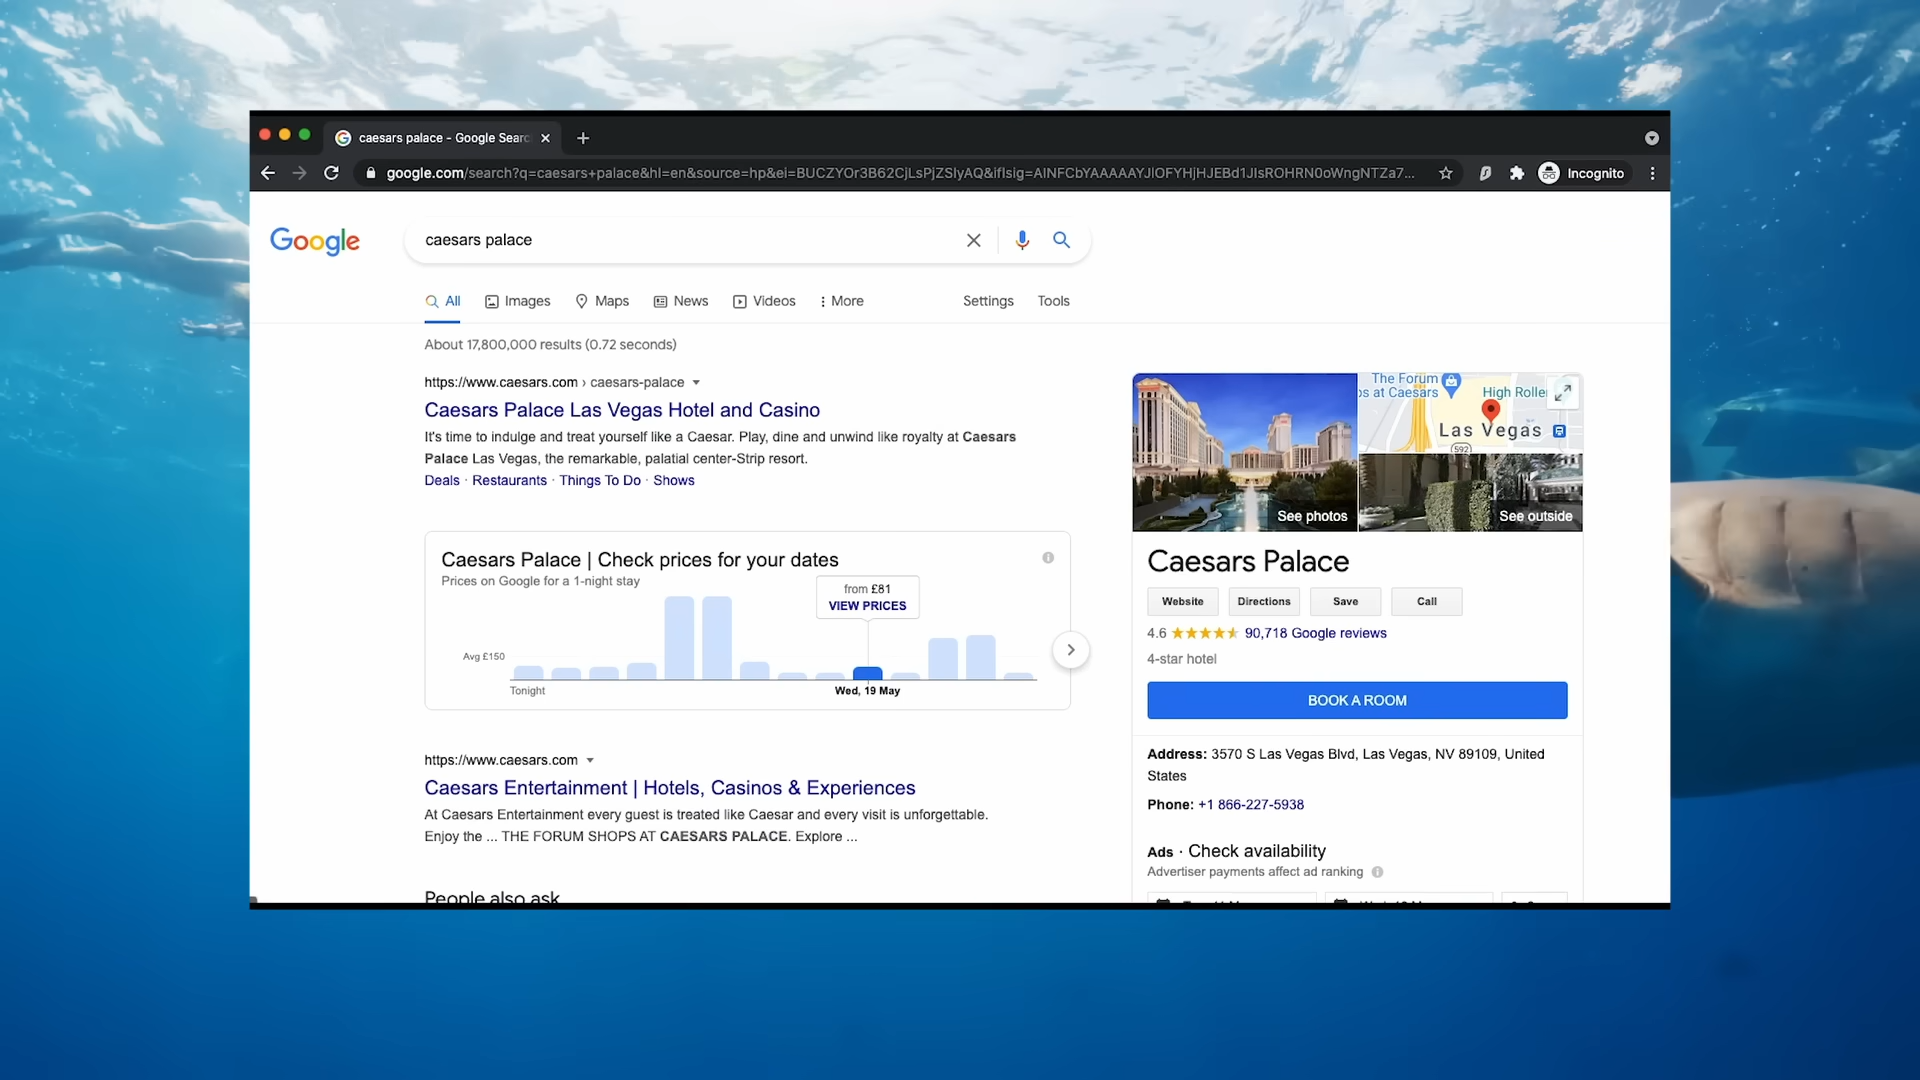 caesars palace - Google Searc
google.com/search?q=caesars+palace&hl=en&source=hp&ei=BUCZYOr3B62CjLsPjZSIyAQ&iflsig=AINFCbYAAAAAYJlOFYHjHJEBd1JIsROHRN0oWngNTZa7...
Incognito
Google
caesars palace
All
Images
Maps
News
Videos
More
Settings
Tools
About 17,800,000 results (0.72 seconds)
https://www.caesars.com › caesars-palace
Caesars Palace Las Vegas Hotel and Casino
It's time to indulge and treat yourself like a Caesar. Play, dine and unwind like royalty at Caesars
Palace Las Vegas, the remarkable, palatial center-Strip resort.
Deals · Restaurants · Things To Do · Shows
Caesars Palace | Check prices for your dates
Prices on Google for a 1-night stay
from £81
VIEW PRICES
Avg £150
Tonight
Wed, 19 May
https://www.caesars.com
Caesars Entertainment | Hotels, Casinos & Experiences
At Caesars Entertainment every guest is treated like Caesar and every visit is unforgettable.
Enjoy the ... THE FORUM SHOPS AT CAESARS PALACE. Explore ...
People also ask
The Forum
ps at Caesars
High Roller
Las Vegas
592
See photos
See outside
Caesars Palace
Website
Directions
Save
Call
4.6
90,718 Google reviews
4-star hotel
BOOK A ROOM
Address: 3570 S Las Vegas Blvd, Las Vegas, NV 89109, United
States
Phone: +1 866-227-5938
Ads · Check availability
Advertiser payments affect ad ranking